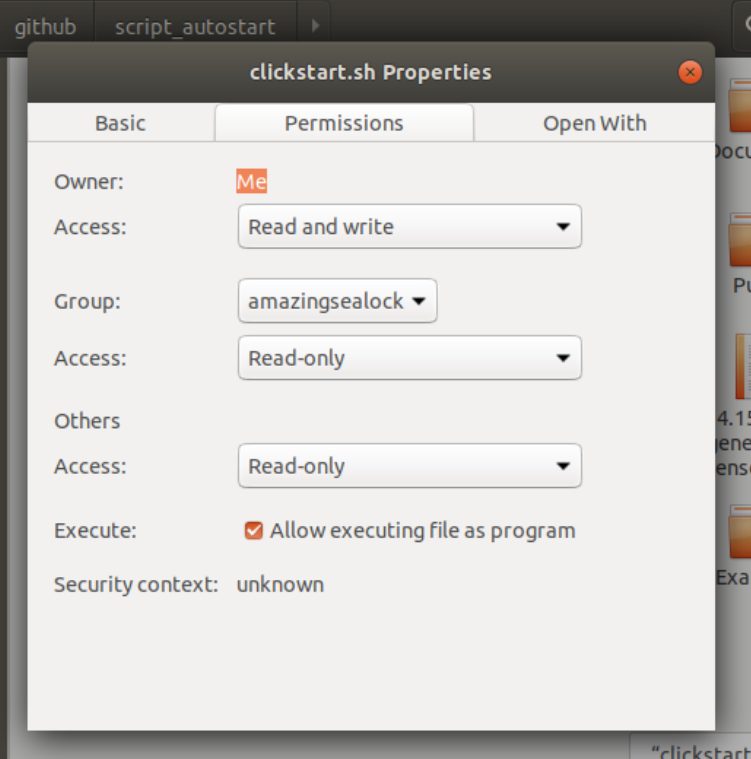 github script_autostart
clickstart.sh Properties
Basic Permissions Open With
Owner: Me
Access: Read and write
Group: amazingsealock
Access: Read-only
Others
Access: Read-only
Execute: Allow executing file as program
Security context: unknown
Docu
Pu
4.15
gene
ense
Exa
“clickstart